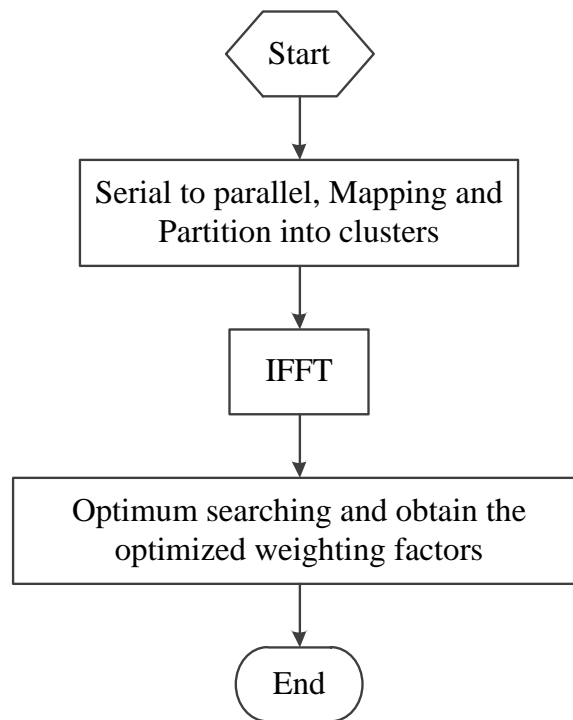 Start
Serial to parallel, Mapping and
Partition into clusters
IFFT
Optimum searching and obtain the
optimized weighting factors
End